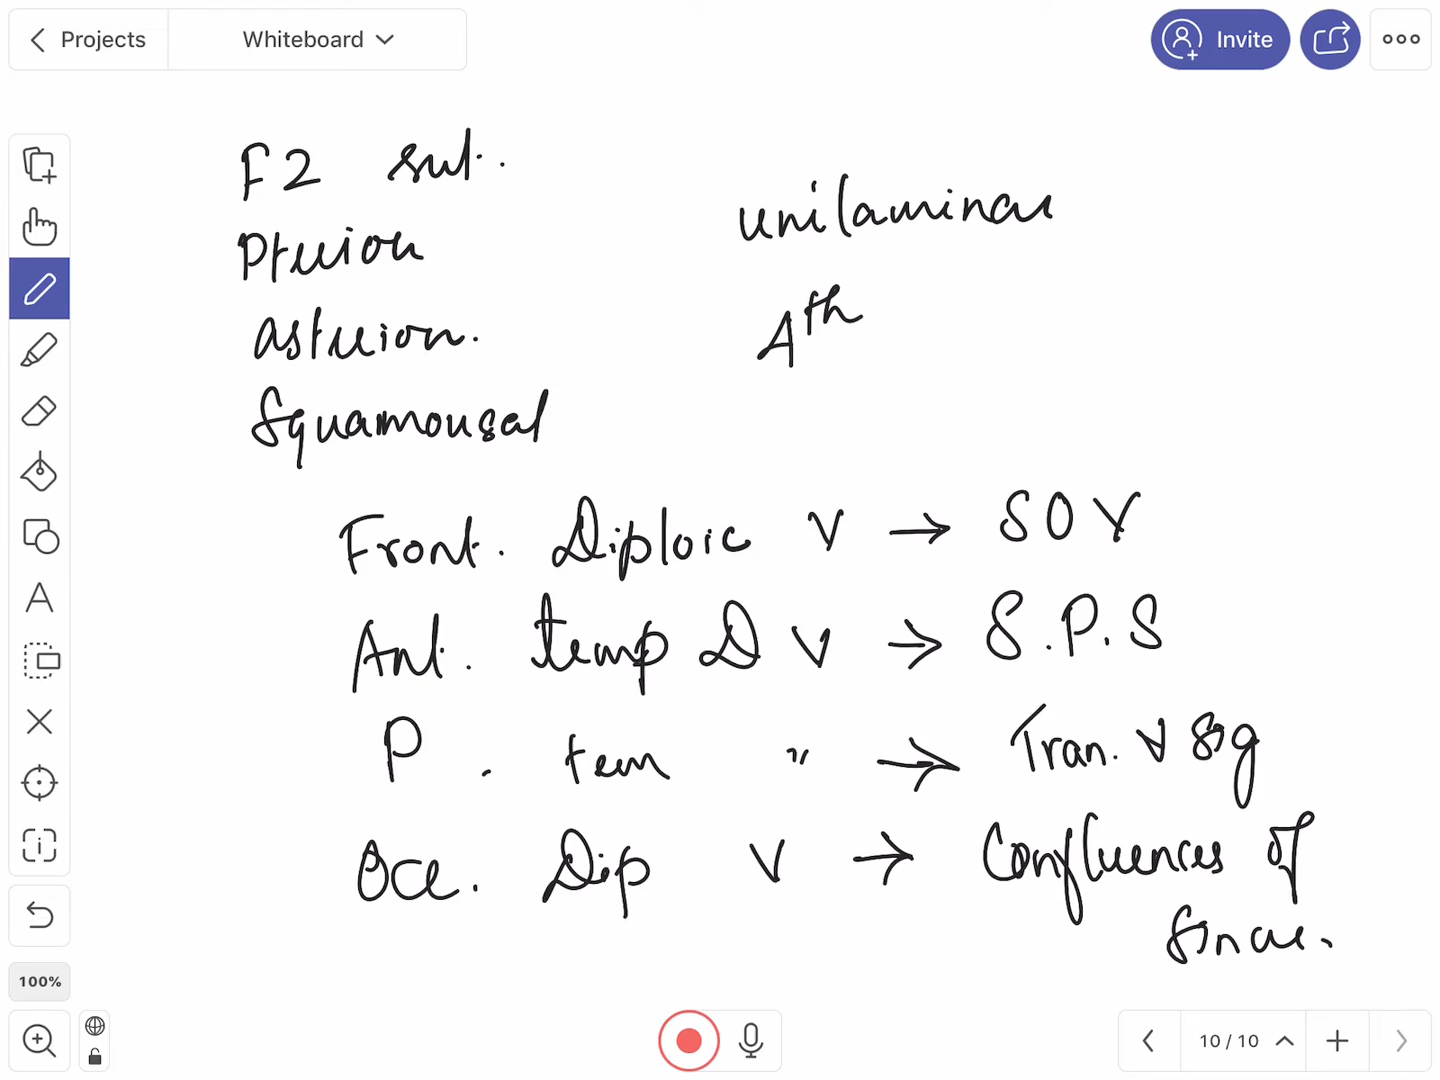 Projects
Whiteboard
Invite
FZ sut.
Pterion
asterion.
Squamousal
unilaminar
4th
Front. Diploic V → SOV
Ant. temp D V → S.P.S
P. tem " → Tran. & Sig
Occ. Dip V → Confluences of
Sinus.
100%
10 / 10